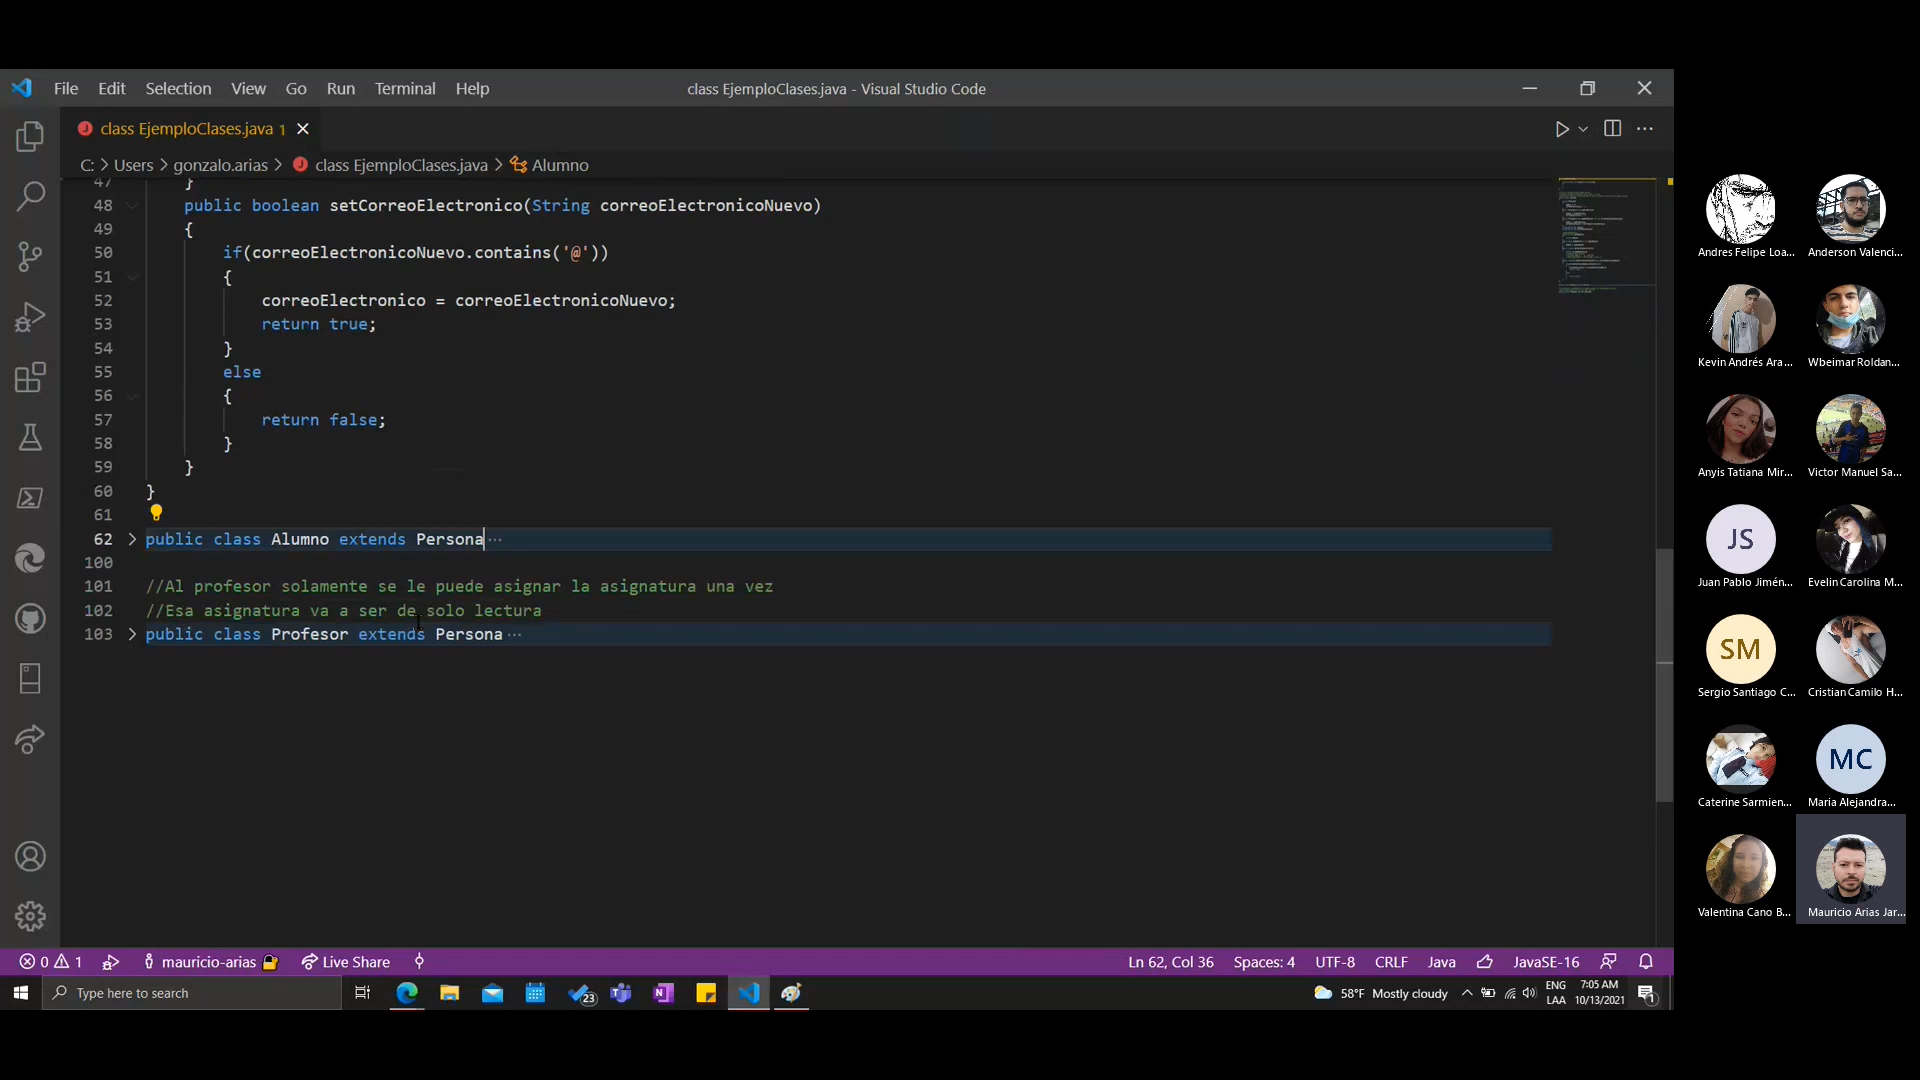 File Edit Selection View Go Run Terminal Help
class EjemploClases.java - Visual Studio Code
class EjemploClases.java 1
C: > Users > gonzalo.arias > class EjemploClases.java > Alumno
47 }
48 public boolean setCorreoElectronico(String correoElectronicoNuevo)
49 {
50 if(correoElectronicoNuevo.contains('@'))
51 {
52 correoElectronico = correoElectronicoNuevo;
53 return true;
54 }
55 else
56 {
57 return false;
58 }
59 }
60 }
61
62 public class Alumno extends Persona ...
100
101 //Al profesor solamente se le puede asignar la asignatura una vez
102 //Esa asignatura va a ser de solo lectura
103 public class Profesor extends Persona ...
0 1 mauricio-arias Live Share
Ln 62, Col 36 Spaces: 4 UTF-8 CRLF Java JavaSE-16
Type here to search
23
58°F Mostly cloudy
ENG
LAA
7:05 AM
10/13/2021
1
Andres Felipe Loa...
Anderson Valenci...
Kevin Andrés Ara...
Wbeimar Roldan...
Anyis Tatiana Mir...
Victor Manuel Sa...
JS
Juan Pablo Jimén...
Evelin Carolina M...
SM
Sergio Santiago C...
Cristian Camilo H...
Caterine Sarmien...
MC
Maria Alejandra...
Valentina Cano B...
Mauricio Arias Jar...